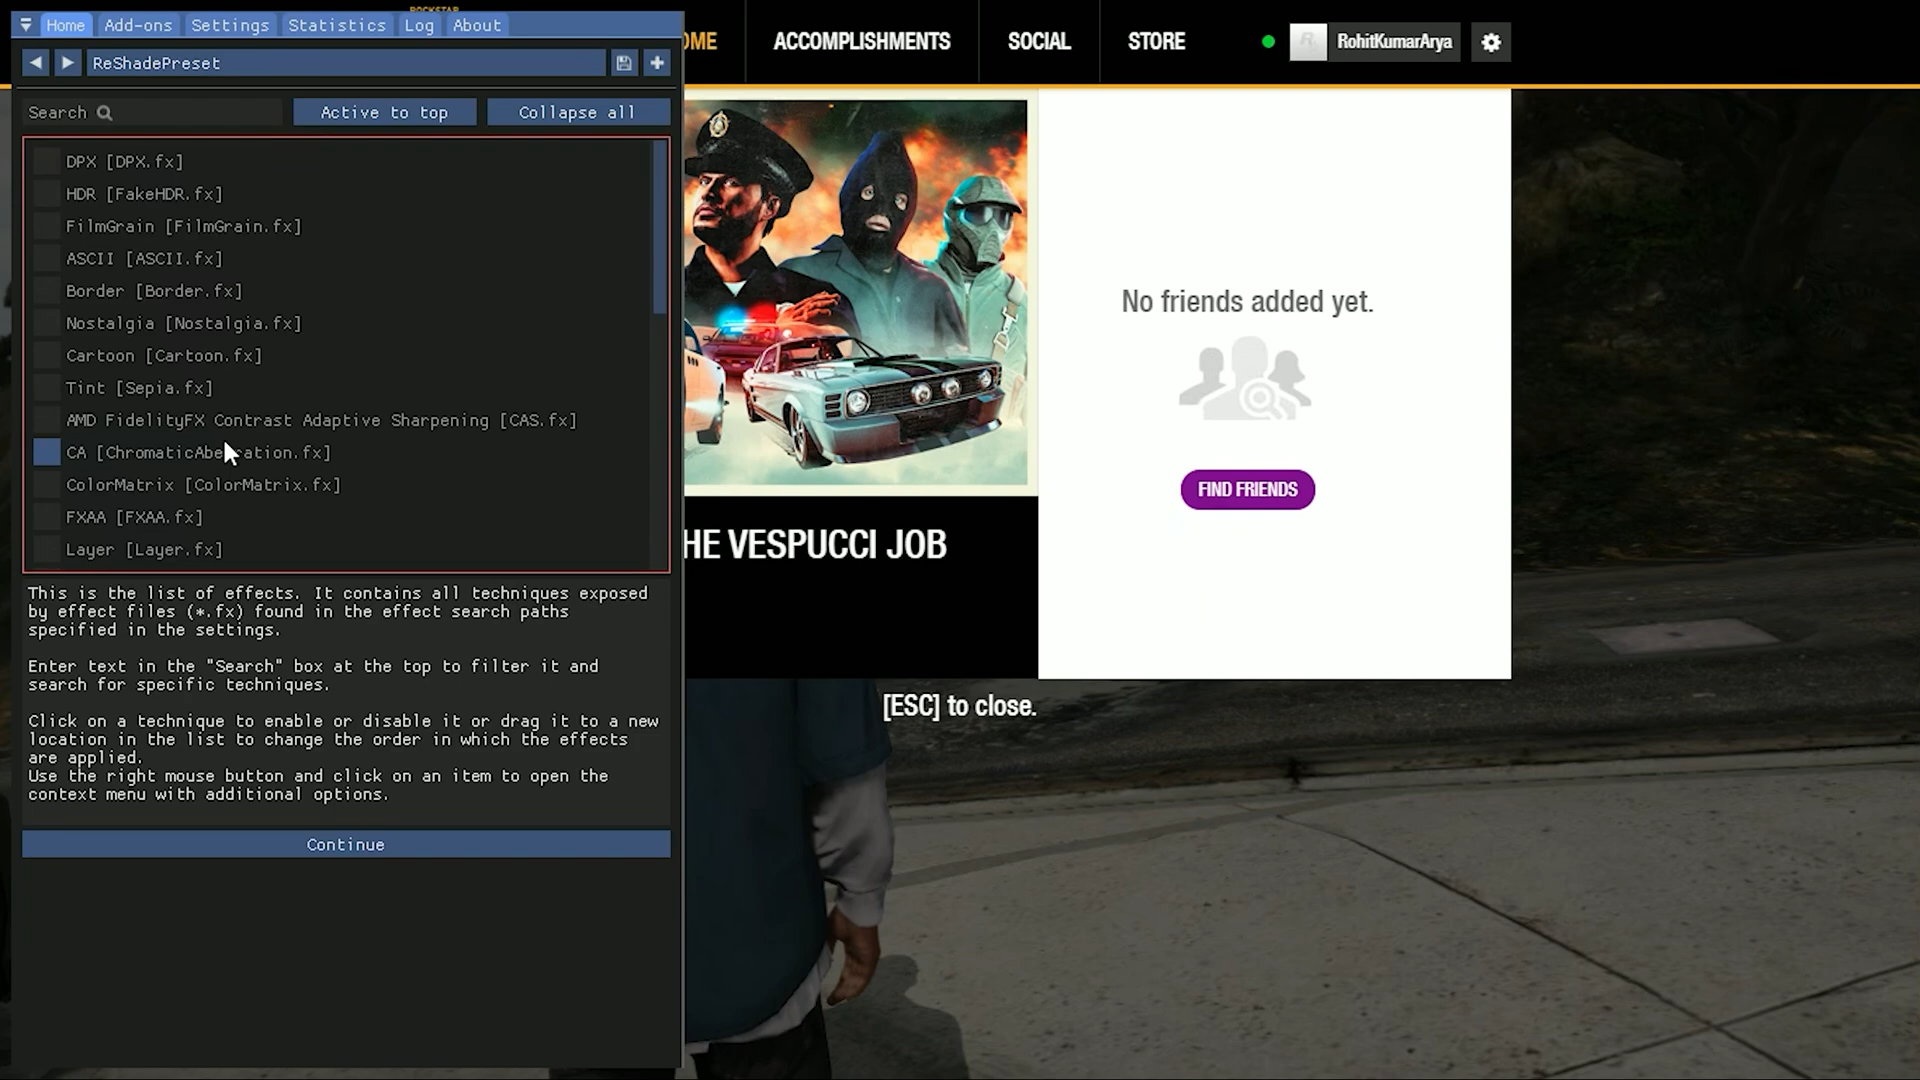 ROCKSTAR
Home Add-ons Settings Statistics Log About
OME ACCOMPLISHMENTS SOCIAL STORE RohitKumarArya
ReShadePreset
Search Active to top Collapse all
DPX [DPX.fx]
HDR [FakeHDR.fx]
FilmGrain [FilmGrain.fx]
ASCII [ASCII.fx]
Border [Border.fx]
Nostalgia [Nostalgia.fx]
Cartoon [Cartoon.fx]
Tint [Sepia.fx]
AMD FidelityFX Contrast Adaptive Sharpening [CAS.fx]
CA [ChromaticAberration.fx]
ColorMatrix [ColorMatrix.fx]
FXAA [FXAA.fx]
Layer [Layer.fx]
This is the list of effects. It contains all techniques exposed
by effect files (*.fx) found in the effect search paths
specified in the settings.
Enter text in the "Search" box at the top to filter it and
search for specific techniques.
Click on a technique to enable or disable it or drag it to a new
location in the list to change the order in which the effects
are applied.
Use the right mouse button and click on an item to open the
context menu with additional options.
Continue
HE VESPUCCI JOB
No friends added yet.
FIND FRIENDS
[ESC] to close.